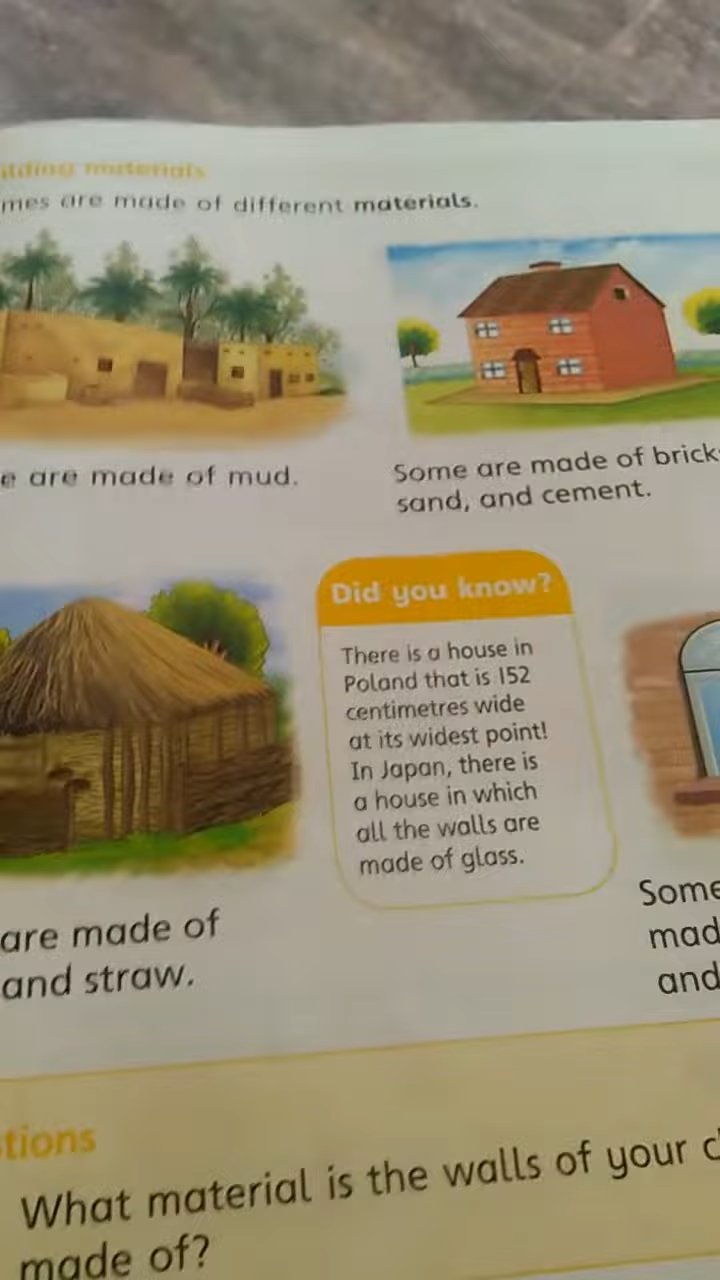 ilding materials
mes are made of different materials.
e are made of mud.
Some are made of brick
sand, and cement.
Did you know?
There is a house in
Poland that is 152
centimetres wide
at its widest point!
In Japan, there is
a house in which
all the walls are
made of glass.
are made of
and straw.
Some
mad
and
tions
What material is the walls of your c
made of?